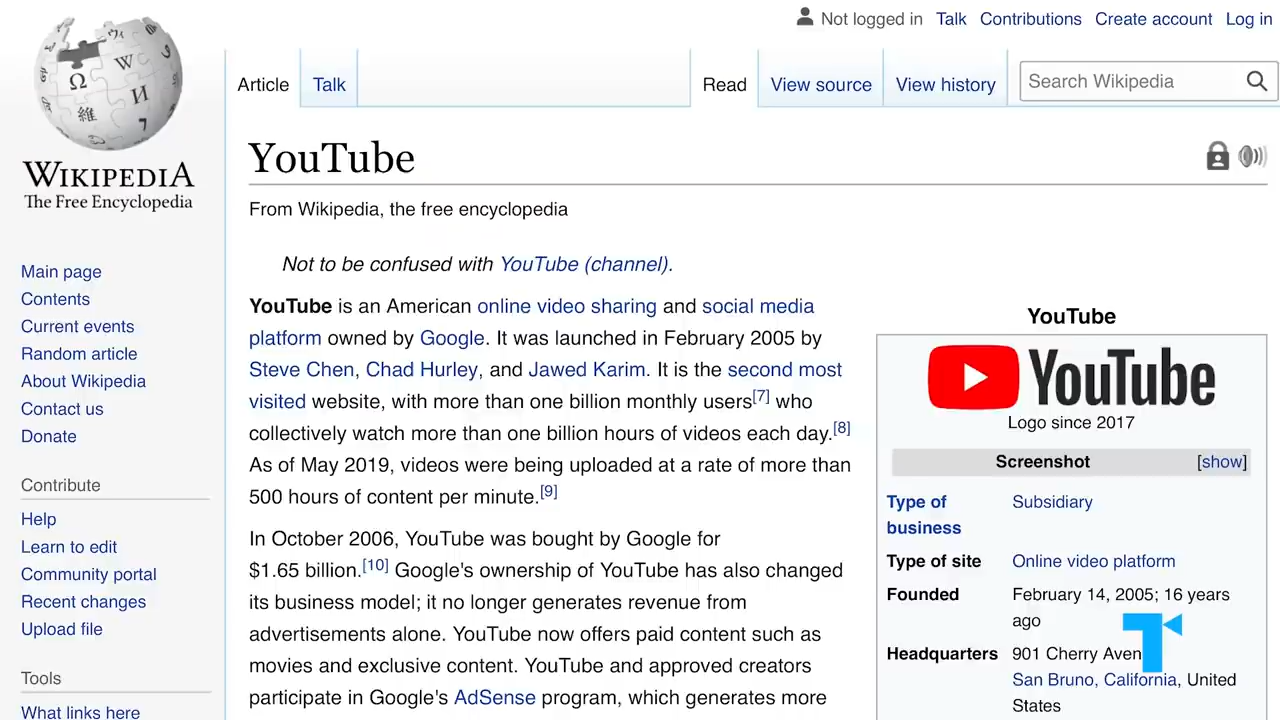 Not logged in Talk Contributions Create account Log in
Article Talk Read View source View history Search Wikipedia
WIKIPEDIA
The Free Encyclopedia
Main page
Contents
Current events
Random article
About Wikipedia
Contact us
Donate
Contribute
Help
Learn to edit
Community portal
Recent changes
Upload file
Tools
What links here
YouTube
From Wikipedia, the free encyclopedia
Not to be confused with YouTube (channel).
YouTube is an American online video sharing and social media
platform owned by Google. It was launched in February 2005 by
Steve Chen, Chad Hurley, and Jawed Karim. It is the second most
visited website, with more than one billion monthly users[7] who
collectively watch more than one billion hours of videos each day.[8]
As of May 2019, videos were being uploaded at a rate of more than
500 hours of content per minute.[9]
In October 2006, YouTube was bought by Google for
$1.65 billion.[10] Google's ownership of YouTube has also changed
its business model; it no longer generates revenue from
advertisements alone. YouTube now offers paid content such as
movies and exclusive content. YouTube and approved creators
participate in Google's AdSense program, which generates more
YouTube
YouTube
Logo since 2017
Screenshot [show]
Type of
business
Subsidiary
Type of site Online video platform
Founded February 14, 2005; 16 years
ago
Headquarters 901 Cherry
San Bruno, California, United
States